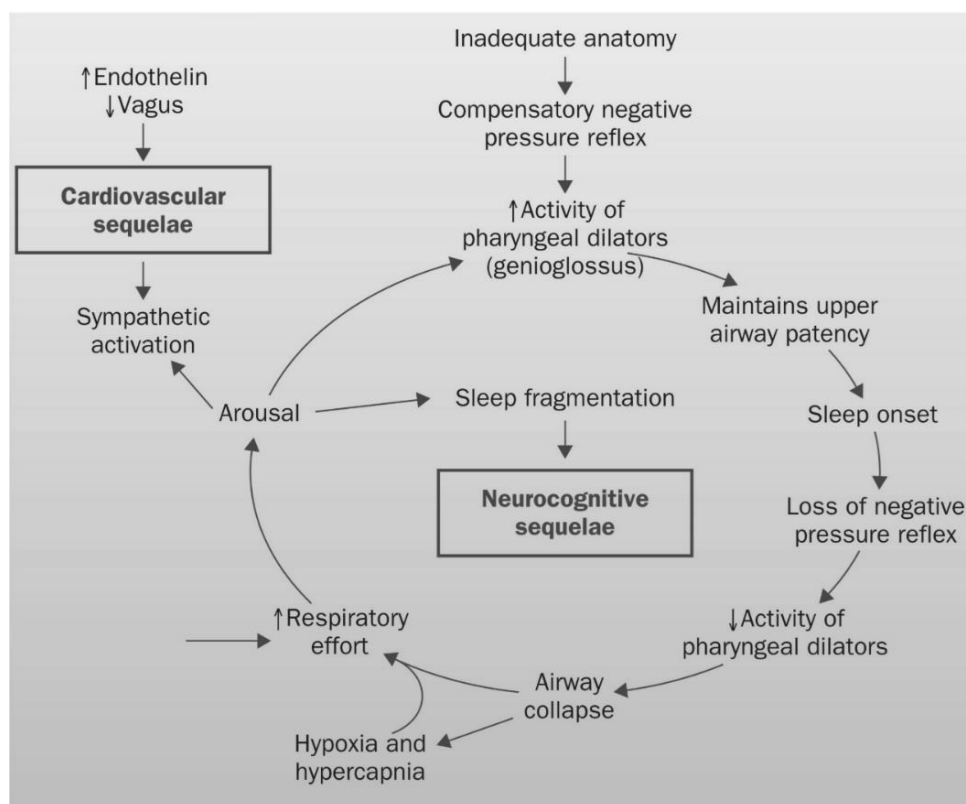 Inadequate anatomy
↑Endothelin
↓Vagus
Compensatory negative
pressure reflex
Cardiovascular
sequelae
↑Activity of
pharyngeal dilators
(genioglossus)
Maintains upper
airway patency
Sympathetic
activation
Arousal
Sleep fragmentation
Sleep onset
Neurocognitive
sequelae
Loss of negative
pressure reflex
↑Respiratory
effort
↓Activity of
pharyngeal dilators
Airway
collapse
Hypoxia and
hypercapnia